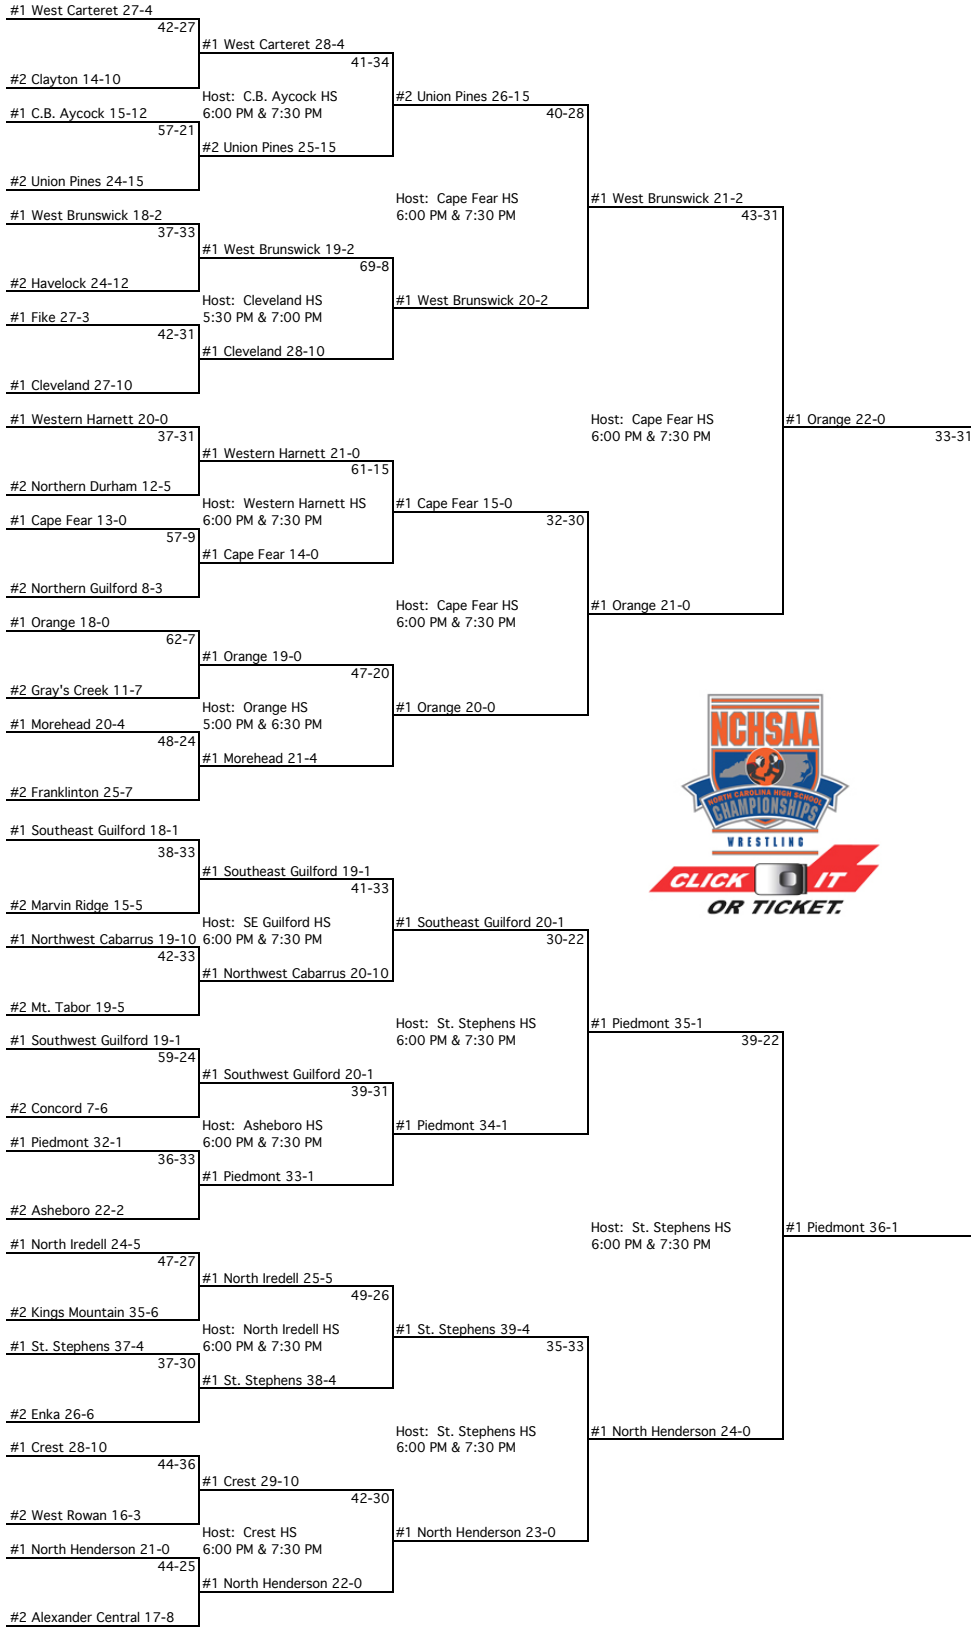 #1 West Carteret 27-4
42-27
#1 West Carteret 28-4
41-34
#2 Clayton 14-10
Host: C.B. Aycock HS
6:00 PM & 7:30 PM
#2 Union Pines 26-15
40-28
#1 C.B. Aycock 15-12
57-21
#2 Union Pines 25-15
#2 Union Pines 24-15
Host: Cape Fear HS
6:00 PM & 7:30 PM
#1 West Brunswick 21-2
43-31
#1 West Brunswick 18-2
37-33
#1 West Brunswick 19-2
69-8
#2 Havelock 24-12
Host: Cleveland HS
5:30 PM & 7:00 PM
#1 West Brunswick 20-2
#1 Fike 27-3
42-31
#1 Cleveland 28-10
#1 Cleveland 27-10
Host: Cape Fear HS
6:00 PM & 7:30 PM
#1 Orange 22-0
33-31
#1 Western Harnett 20-0
37-31
#1 Western Harnett 21-0
61-15
#2 Northern Durham 12-5
Host: Western Harnett HS
6:00 PM & 7:30 PM
#1 Cape Fear 15-0
32-30
#1 Cape Fear 13-0
57-9
#1 Cape Fear 14-0
#2 Northern Guilford 8-3
Host: Cape Fear HS
6:00 PM & 7:30 PM
#1 Orange 21-0
#1 Orange 18-0
62-7
#1 Orange 19-0
47-20
#2 Gray's Creek 11-7
Host: Orange HS
5:00 PM & 6:30 PM
#1 Orange 20-0
#1 Morehead 20-4
48-24
#1 Morehead 21-4
#2 Franklinton 25-7
NCHSAA
NORTH CAROLINA HIGH SCHOOL
CHAMPIONSHIPS
WRESTLING
CLICK IT
OR TICKET.
#1 Southeast Guilford 18-1
38-33
#1 Southeast Guilford 19-1
41-33
#2 Marvin Ridge 15-5
Host: SE Guilford HS
6:00 PM & 7:30 PM
#1 Southeast Guilford 20-1
30-22
#1 Northwest Cabarrus 19-10
42-33
#1 Northwest Cabarrus 20-10
#2 Mt. Tabor 19-5
Host: St. Stephens HS
6:00 PM & 7:30 PM
#1 Piedmont 35-1
39-22
#1 Southwest Guilford 19-1
59-24
#1 Southwest Guilford 20-1
39-31
#2 Concord 7-6
Host: Asheboro HS
6:00 PM & 7:30 PM
#1 Piedmont 34-1
#1 Piedmont 32-1
36-33
#1 Piedmont 33-1
#2 Asheboro 22-2
Host: St. Stephens HS
6:00 PM & 7:30 PM
#1 Piedmont 36-1
#1 North Iredell 24-5
47-27
#1 North Iredell 25-5
49-26
#2 Kings Mountain 35-6
Host: North Iredell HS
6:00 PM & 7:30 PM
#1 St. Stephens 39-4
35-33
#1 St. Stephens 37-4
37-30
#1 St. Stephens 38-4
#2 Enka 26-6
Host: St. Stephens HS
6:00 PM & 7:30 PM
#1 North Henderson 24-0
#1 Crest 28-10
44-36
#1 Crest 29-10
42-30
#2 West Rowan 16-3
Host: Crest HS
6:00 PM & 7:30 PM
#1 North Henderson 23-0
#1 North Henderson 21-0
44-25
#1 North Henderson 22-0
#2 Alexander Central 17-8